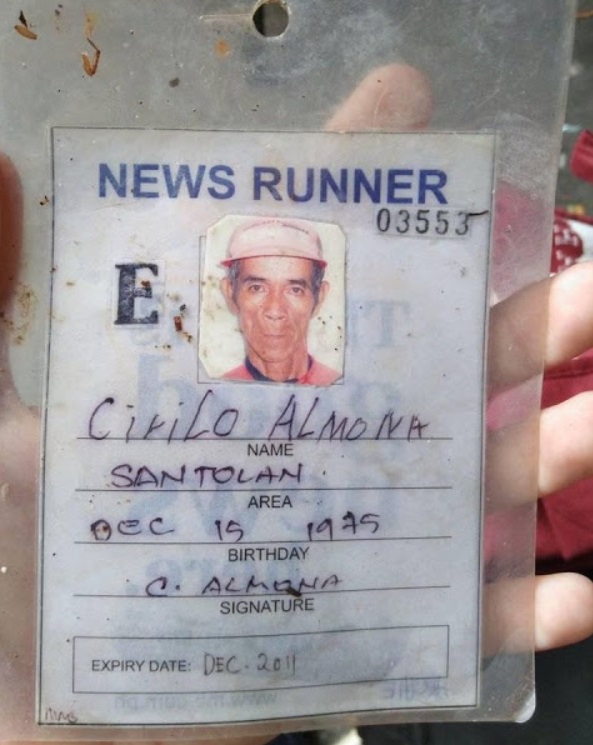 NEWS RUNNER
03553
E
CiriLo ALMONA
NAME
SANTOLAN
AREA
DEC 15 1975
BIRTHDAY
C. ALMONA
SIGNATURE
EXPIRY DATE: DEC. 2011